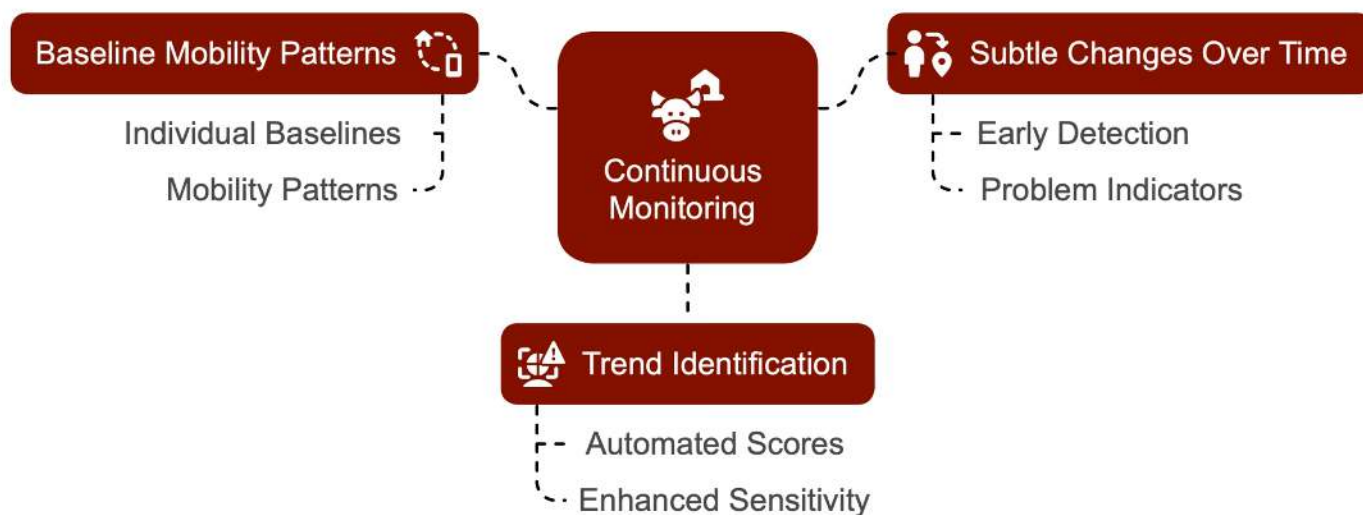 Baseline Mobility Patterns
Individual Baselines
Mobility Patterns
Continuous
Monitoring
Subtle Changes Over Time
Early Detection
Problem Indicators
Trend Identification
Automated Scores
Enhanced Sensitivity